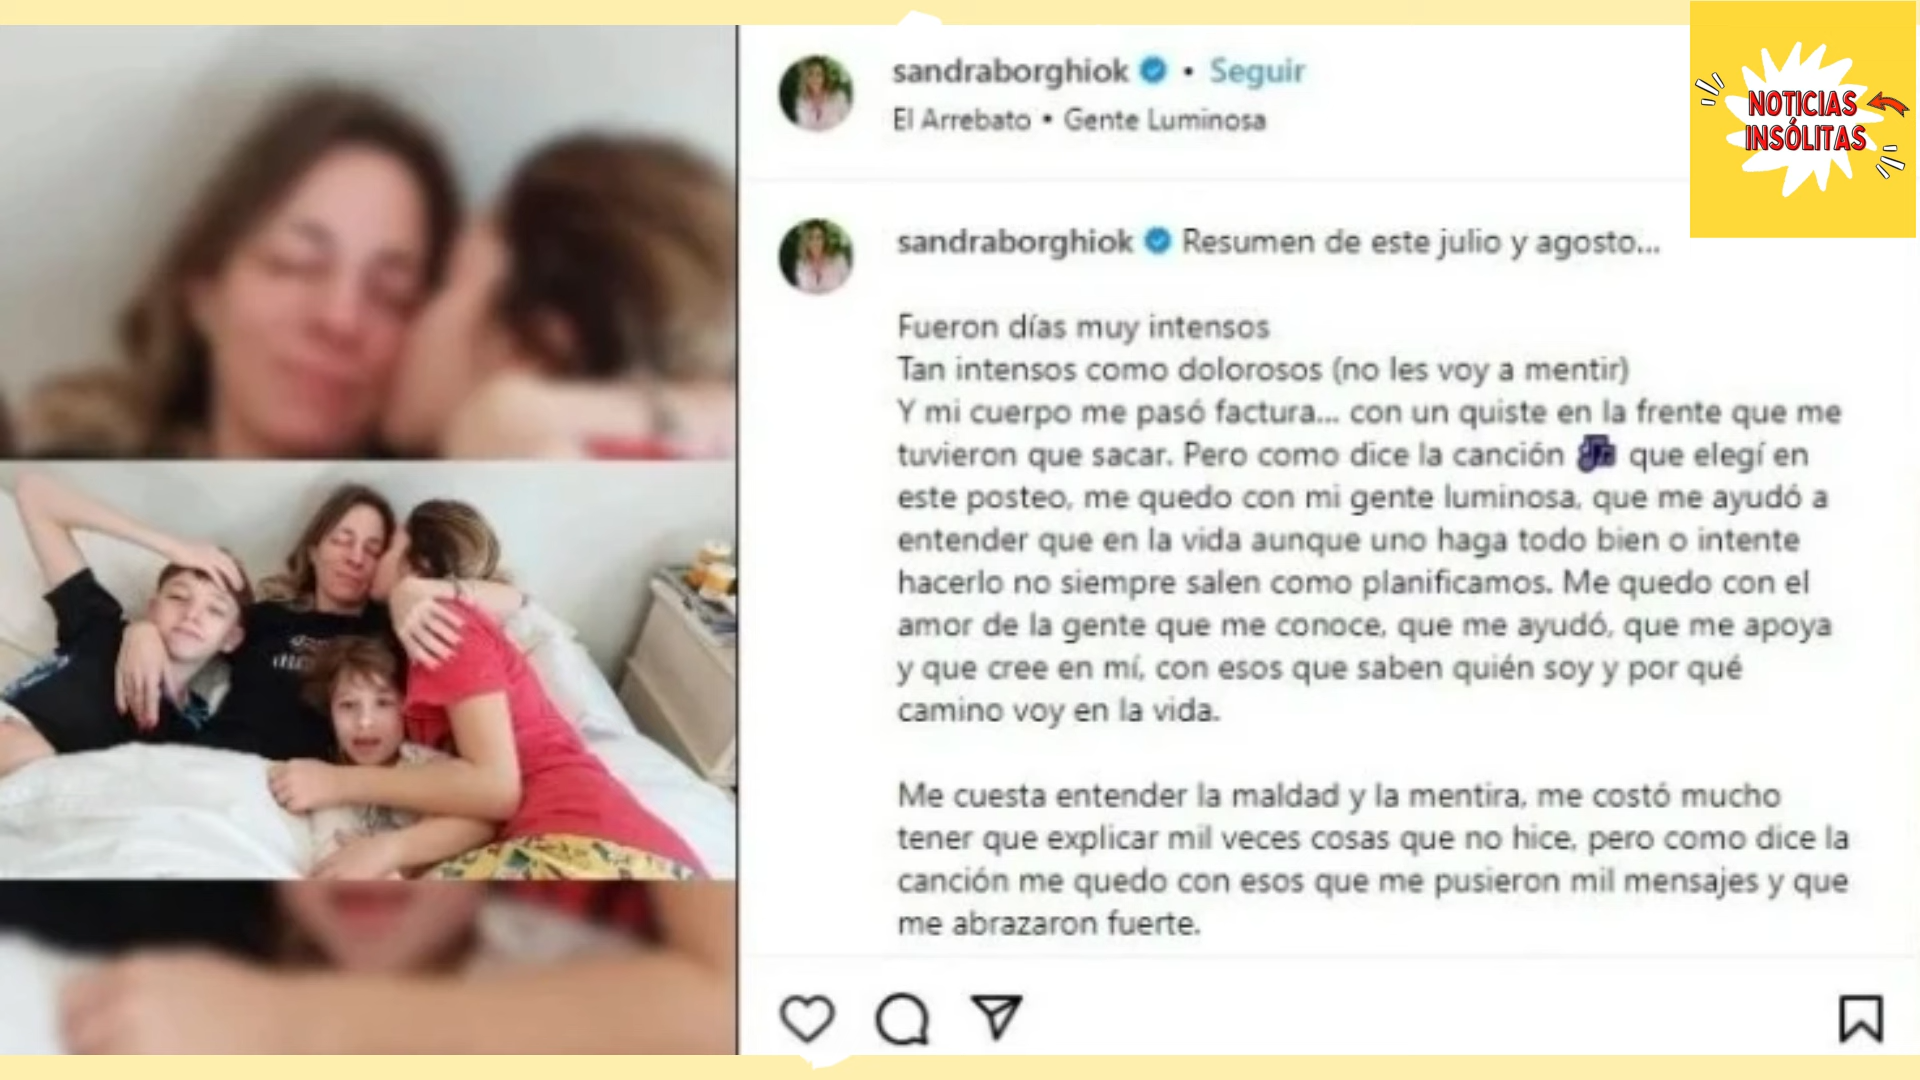 sandraborghiok • Seguir
El Arrebato • Gente Luminosa
NOTICIAS
INSÓLITAS
sandraborghiok Resumen de este julio y agosto...
Fueron días muy intensos
Tan intensos como dolorosos (no les voy a mentir)
Y mi cuerpo me pasó factura... con un quiste en la frente que me
tuvieron que sacar. Pero como dice la canción 🎶 que elegí en
este posteo, me quedo con mi gente luminosa, que me ayudó a
entender que en la vida aunque uno haga todo bien o intente
hacerlo no siempre salen como planificamos. Me quedo con el
amor de la gente que me conoce, que me ayudó, que me apoya
y que cree en mí, con esos que saben quién soy y por qué
camino voy en la vida.
Me cuesta entender la maldad y la mentira, me costó mucho
tener que explicar mil veces cosas que no hice, pero como dice la
canción me quedo con esos que me pusieron mil mensajes y que
me abrazaron fuerte.